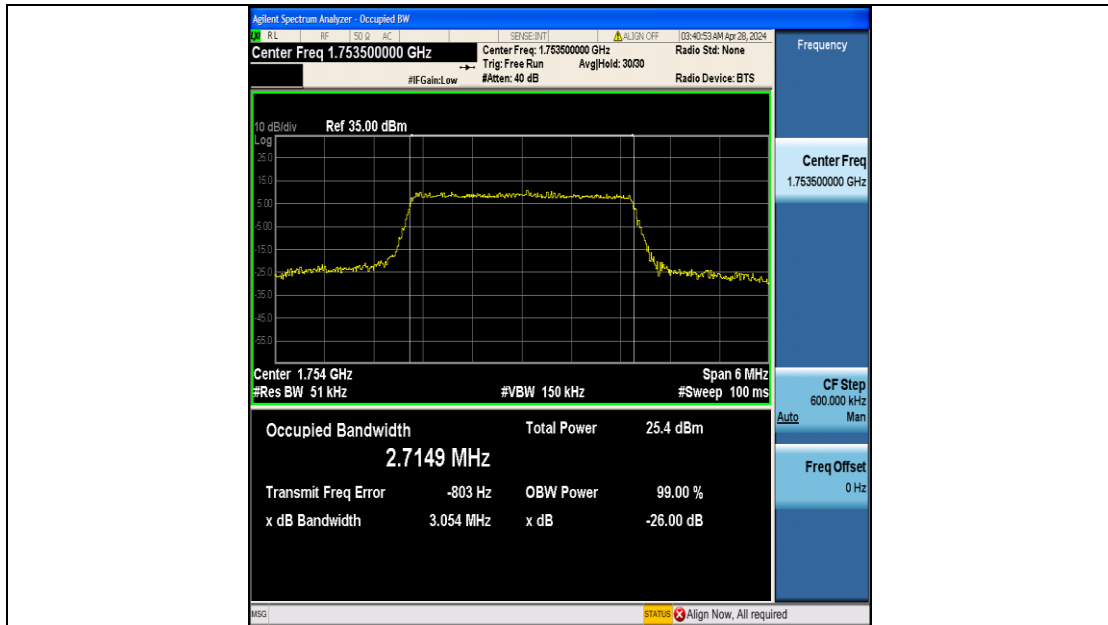 Agilent Spectrum Analyzer - Occupied BW
RL RF 50 Ω AC SENSE:INT ALIGN OFF 03:40:53 AM Apr 28, 2024
Center Freq 1.753500000 GHz
Center Freq: 1.753500000 GHz Radio Std: None
Trig: Free Run Avg|Hold: 30/30
#IFGain:Low #Atten: 40 dB Radio Device: BTS
Frequency
10 dB/div Ref 35.00 dBm
Log
25.0
15.0
5.00
-5.00
-15.0
-25.0
-35.0
-45.0
-55.0
Center 1.754 GHz Span 6 MHz
#Res BW 51 kHz #VBW 150 kHz #Sweep 100 ms
Occupied Bandwidth Total Power 25.4 dBm
2.7149 MHz
Transmit Freq Error -803 Hz OBW Power 99.00 %
x dB Bandwidth 3.054 MHz x dB -26.00 dB
Center Freq
1.753500000 GHz
CF Step
600.000 kHz
Auto Man
Freq Offset
0 Hz
MSG STATUS Align Now, All required